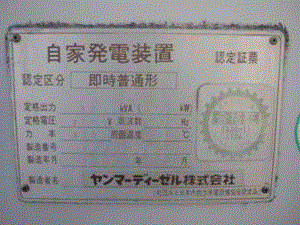 自家発電装置
認定証票
認定区分 即時普通形
定格出力 kVA ( kW)
定格電圧 V 周波数 Hz
力率 周囲温度 ℃
製造番号
製造年月 年 月
製造者名 ヤンマーディーゼル株式会社